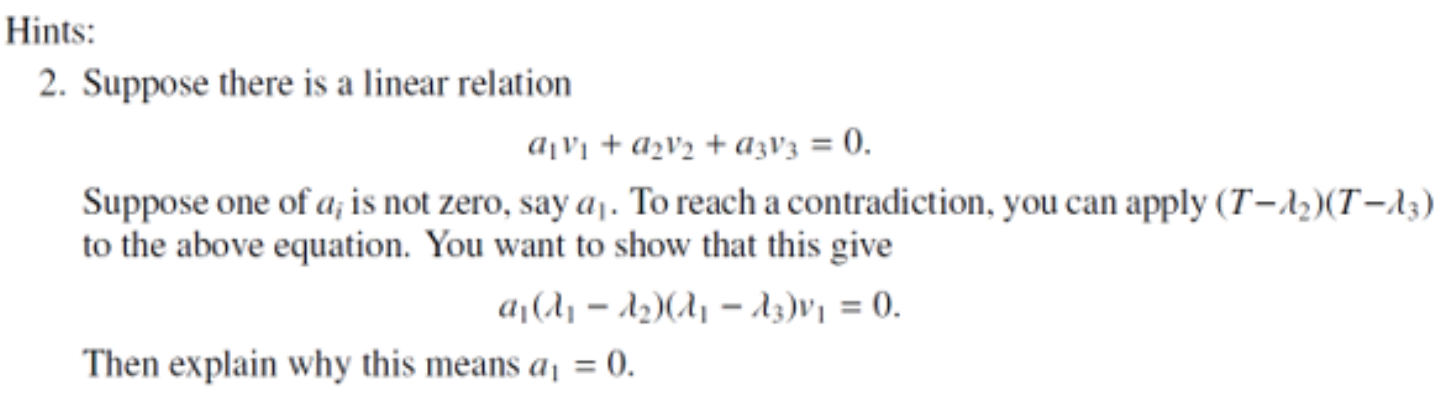 Hints:
2. Suppose there is a linear relation
a₁v₁ + a₂v₂ + a₃v₃ = 0.
Suppose one of aᵢ is not zero, say a₁. To reach a contradiction, you can apply (T−λ₂)(T−λ₃)
to the above equation. You want to show that this give
a₁(λ₁ − λ₂)(λ₁ − λ₃)v₁ = 0.
Then explain why this means a₁ = 0.